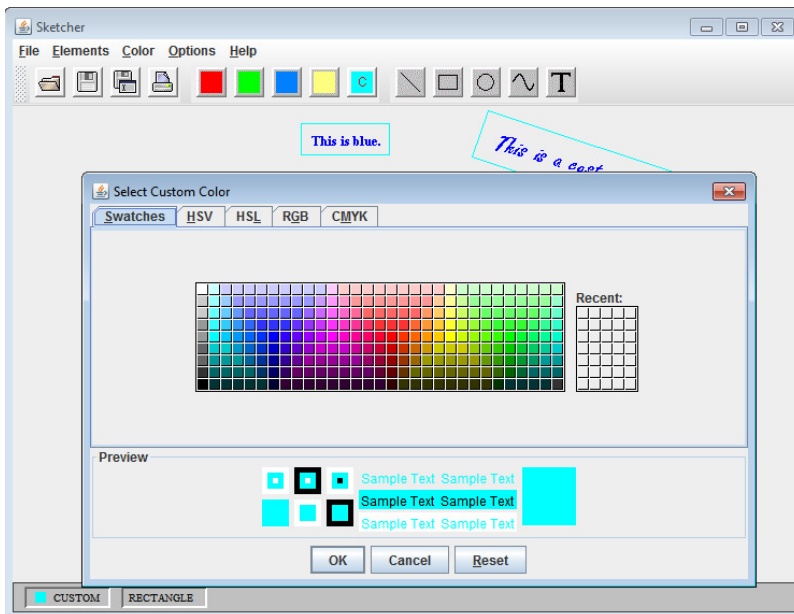 Sketcher
File Elements Color Options Help
C T
This is blue.
This is a
Select Custom Color
Swatches HSV HSL RGB CMYK
Recent:
Preview
Sample Text Sample Text
Sample Text Sample Text
Sample Text Sample Text
OK Cancel Reset
CUSTOM RECTANGLE